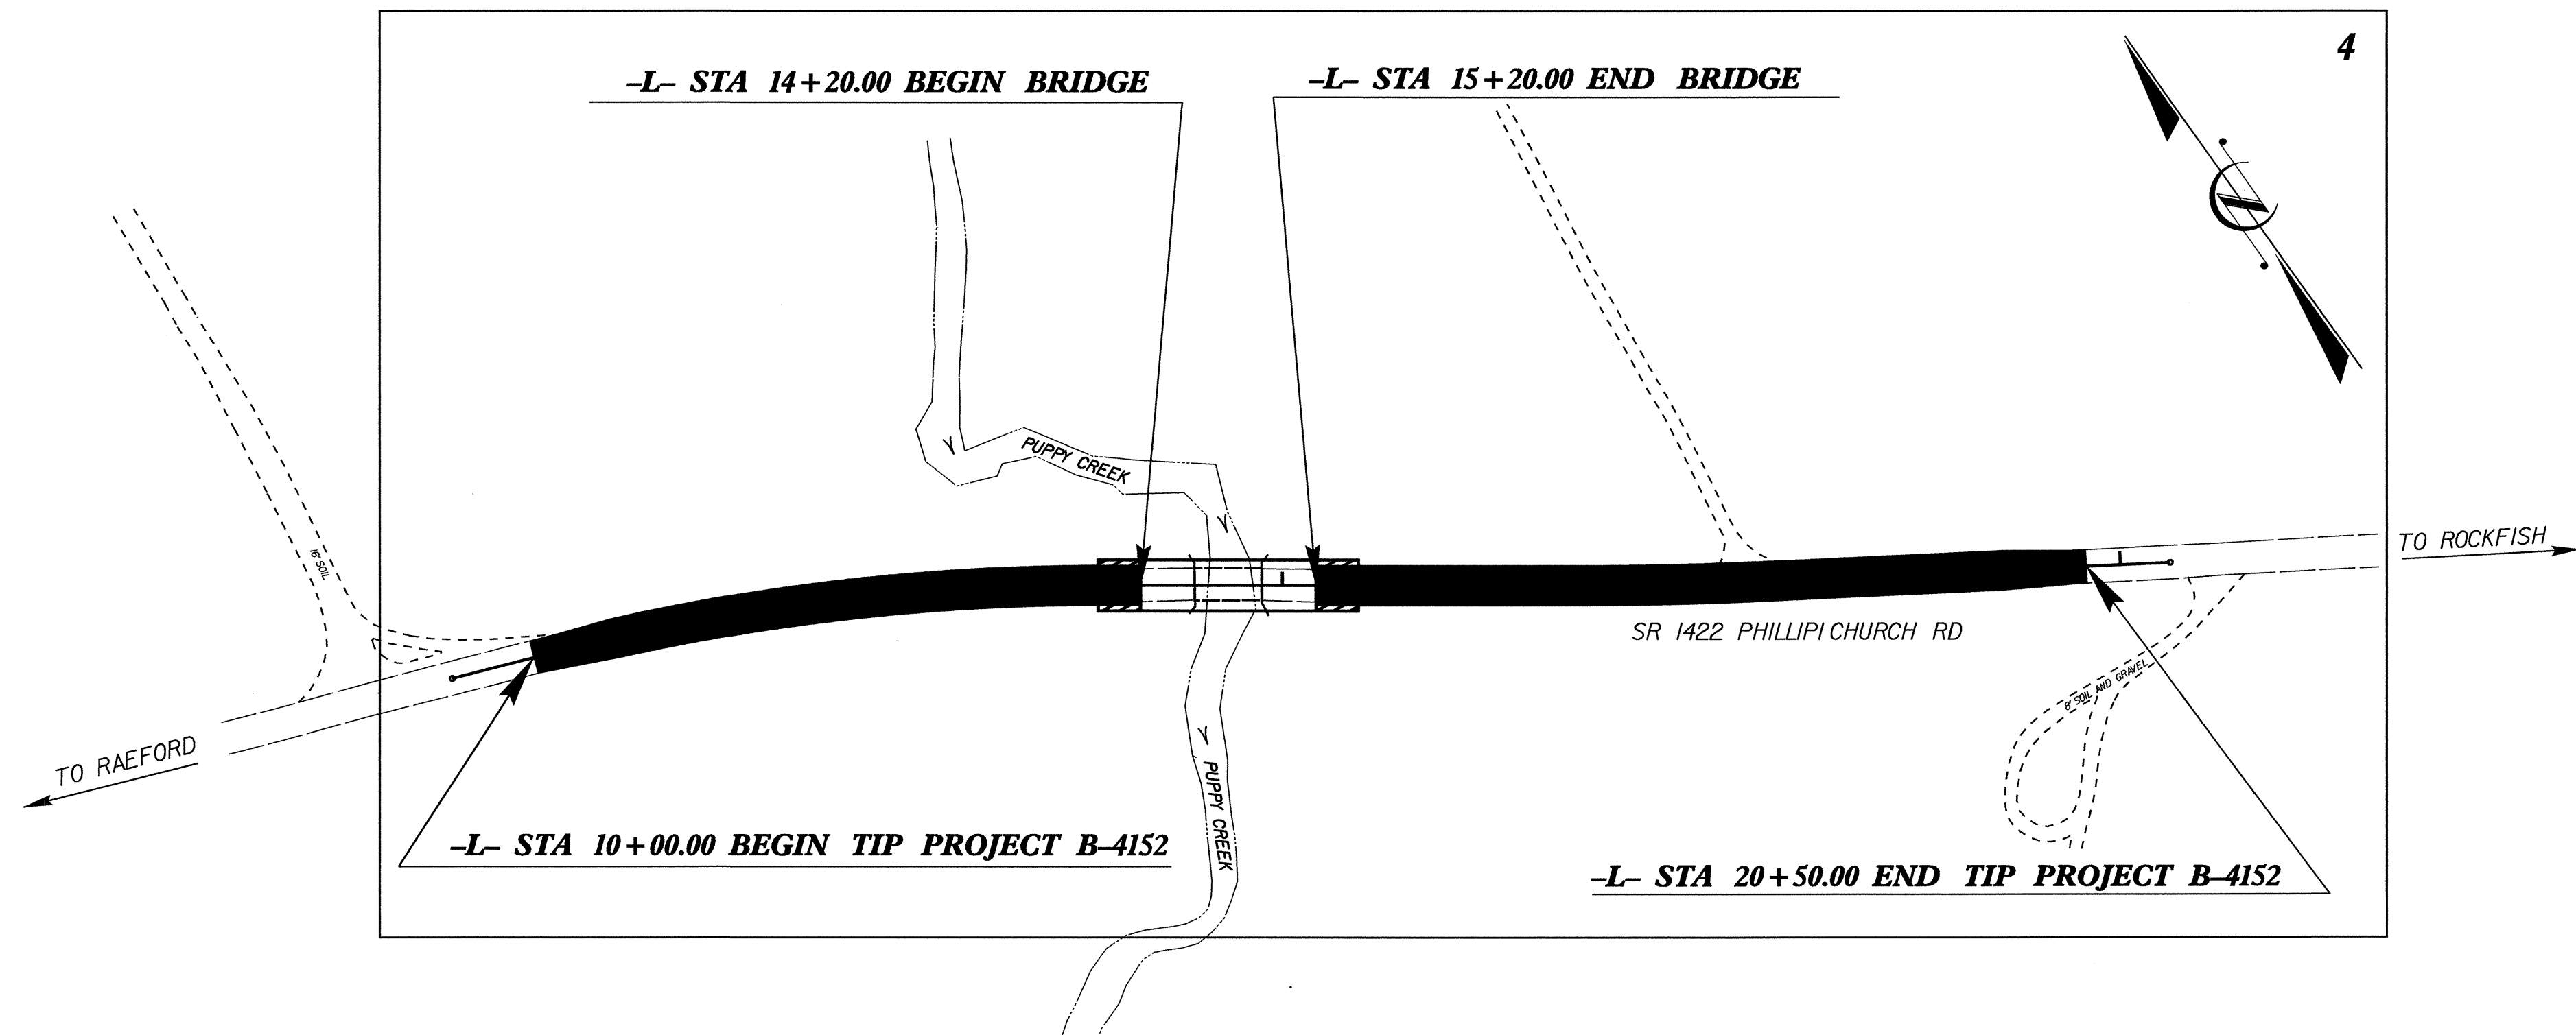 4
–L– STA 14+20.00 BEGIN BRIDGE
–L– STA 15+20.00 END BRIDGE
N
PUPPY CREEK
16' SOIL
TO ROCKFISH
SR 1422 PHILLIPI CHURCH RD
8' SOIL AND GRAVEL
TO RAEFORD
PUPPY CREEK
–L– STA 10+00.00 BEGIN TIP PROJECT B–4152
–L– STA 20+50.00 END TIP PROJECT B–4152